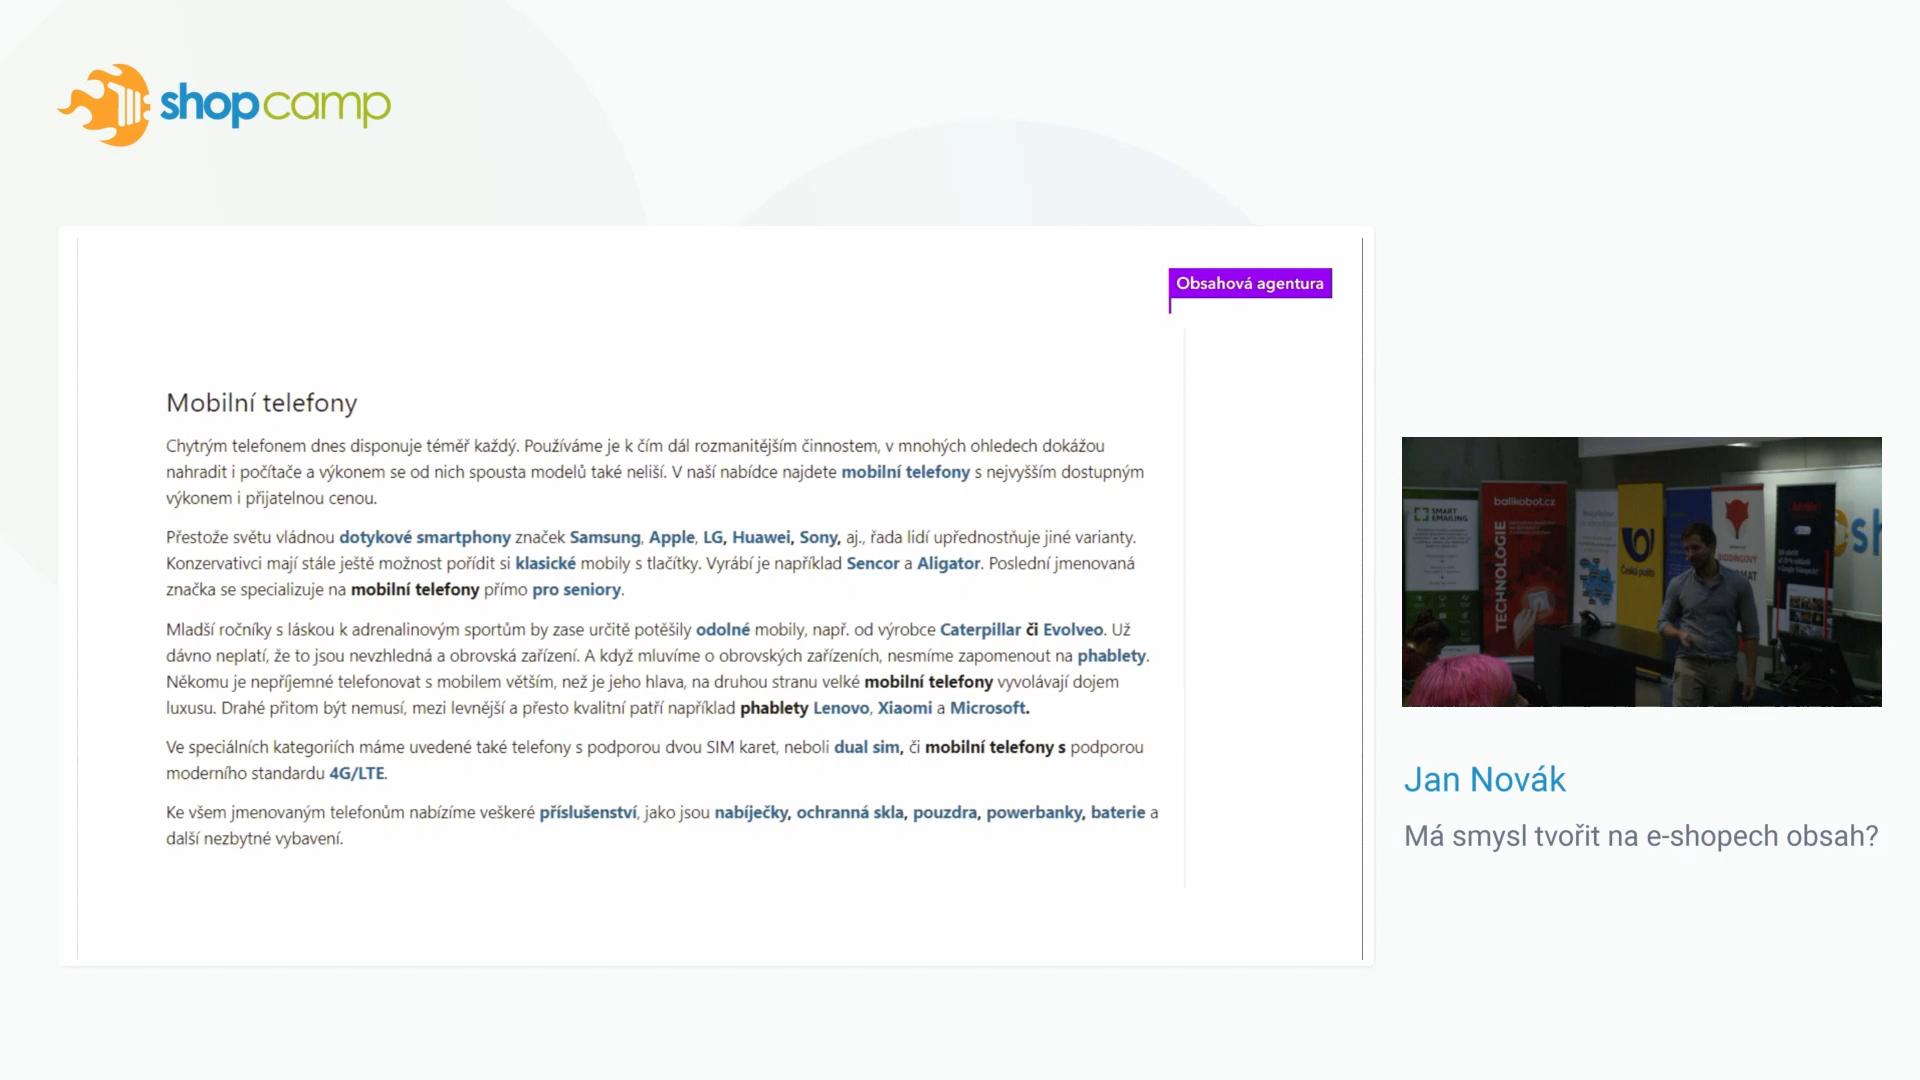 shopcamp
Obsahová agentura
Mobilní telefony
Chytrým telefonem dnes disponuje téměř každý. Používáme je k čím dál rozmanitějším činnostem, v mnohých ohledech dokážou
nahradit i počítače a výkonem se od nich spousta modelů také neliší. V naší nabídce najdete mobilní telefony s nejvyšším dostupným
výkonem i přijatelnou cenou.
Přestože světu vládnou dotykové smartphony značek Samsung, Apple, LG, Huawei, Sony, aj., řada lidí upřednostňuje jiné varianty.
Konzervativci mají stále ještě možnost pořídit si klasické mobily s tlačítky. Vyrábí je například Sencor a Aligator. Poslední jmenovaná
značka se specializuje na mobilní telefony přímo pro seniory.
Mladší ročníky s láskou k adrenalinovým sportům by zase určitě potěšily odolné mobily, např. od výrobce Caterpillar či Evolveo. Už
dávno neplatí, že to jsou nevzhledná a obrovská zařízení. A když mluvíme o obrovských zařízeních, nesmíme zapomenout na phablety.
Někomu je nepříjemné telefonovat s mobilem větším, než je jeho hlava, na druhou stranu velké mobilní telefony vyvolávají dojem
luxusu. Drahé přitom být nemusí, mezi levnější a přesto kvalitní patří například phablety Lenovo, Xiaomi a Microsoft.
Ve speciálních kategoriích máme uvedené také telefony s podporou dvou SIM karet, neboli dual sim, či mobilní telefony s podporou
moderního standardu 4G/LTE.
Ke všem jmenovaným telefonům nabízíme veškeré příslušenství, jako jsou nabíječky, ochranná skla, pouzdra, powerbanky, baterie a
další nezbytné vybavení.
SMART
EMAILING
balikobot.cz
TECHNOLOGIE
Česká pošta
sh
Jan Novák
Má smysl tvořit na e-shopech obsah?